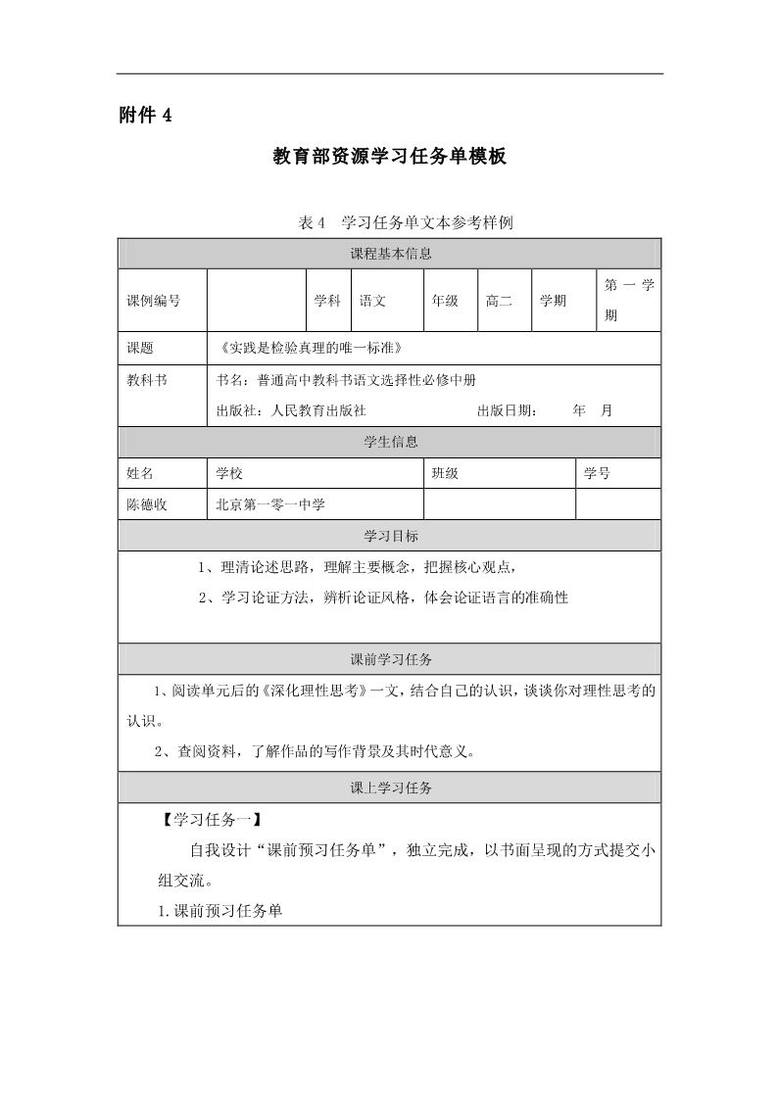 附件 4
教育部资源学习任务单模板
表 4 学习任务单文本参考样例
课程基本信息
课例编号 学科 语文 年级 高二 学期 第一学
期
课题 《实践是检验真理的唯一标准》
教科书 书名：普通高中教科书语文选择性必修中册
出版社：人民教育出版社 出版日期： 年 月
学生信息
姓名 学校 班级 学号
陈德收 北京第一零一中学
学习目标
1、理清论述思路，理解主要概念，把握核心观点，
2、学习论证方法，辨析论证风格，体会论证语言的准确性
课前学习任务
1、阅读单元后的《深化理性思考》一文，结合自己的认识，谈谈你对理性思考的
认识。
2、查阅资料，了解作品的写作背景及其时代意义。
课上学习任务
【学习任务一】
自我设计“课前预习任务单”，独立完成，以书面呈现的方式提交小
组交流。
1.课前预习任务单